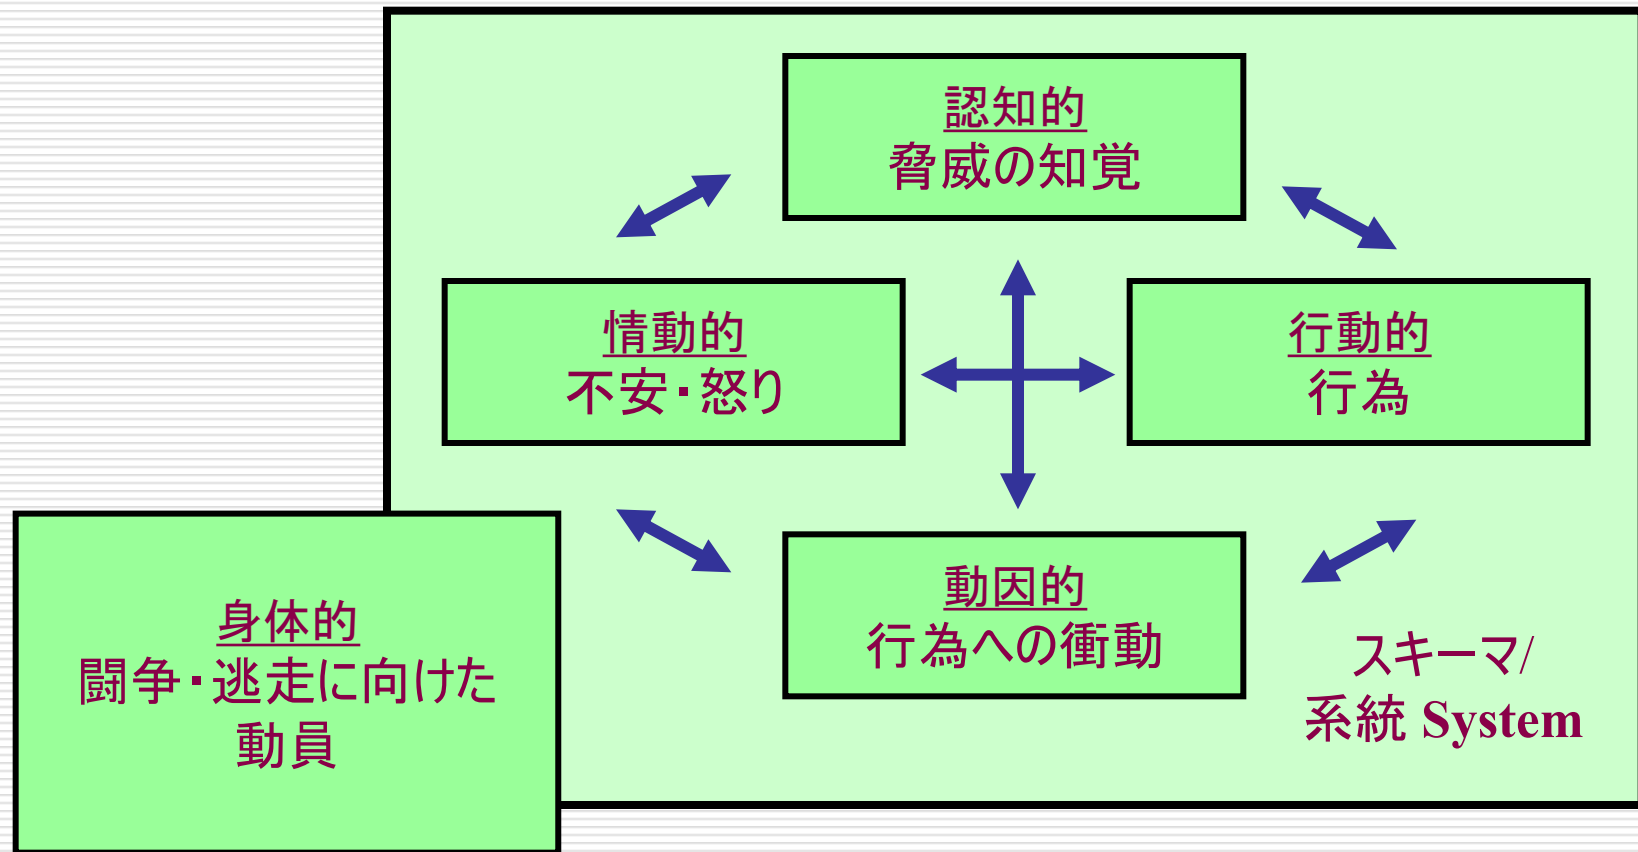 認知的
脅威の知覚
情動的
不安・怒り
行動的
行為
動因的
行為への衝動
身体的
闘争・逃走に向けた
動員
スキーマ/
系統 System